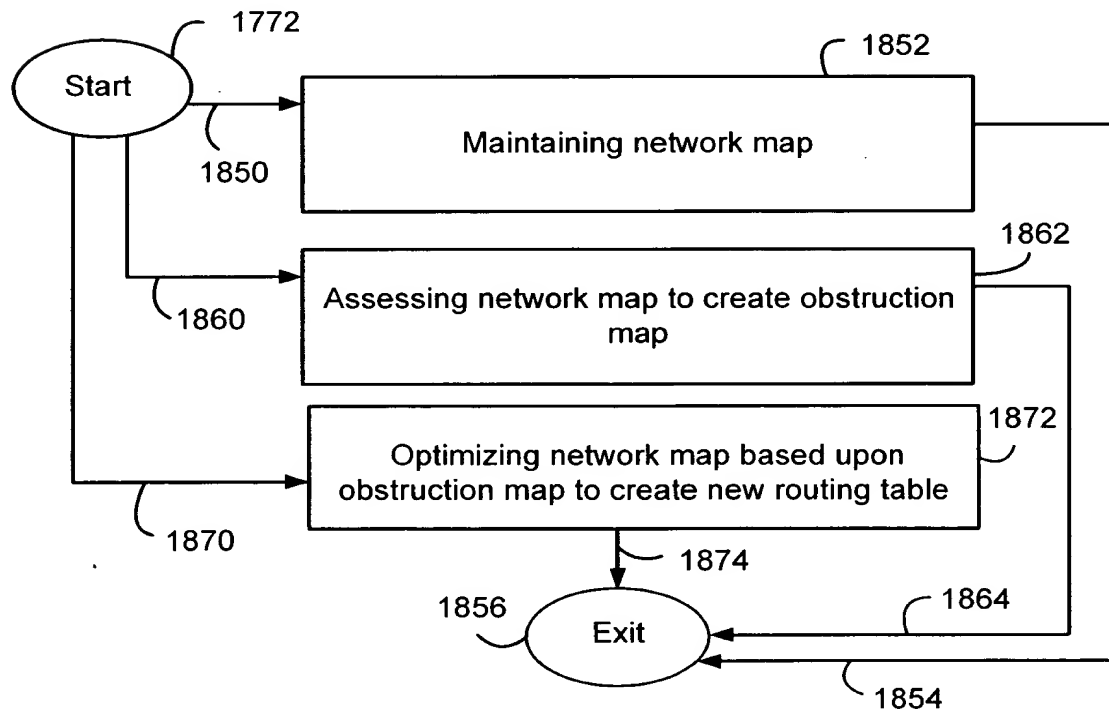 1772
Start
1852
Maintaining network map
1850
1862
Assessing network map to create obstruction
map
1860
1872
Optimizing network map based upon
obstruction map to create new routing table
1870
1874
1856
Exit
1864
1854